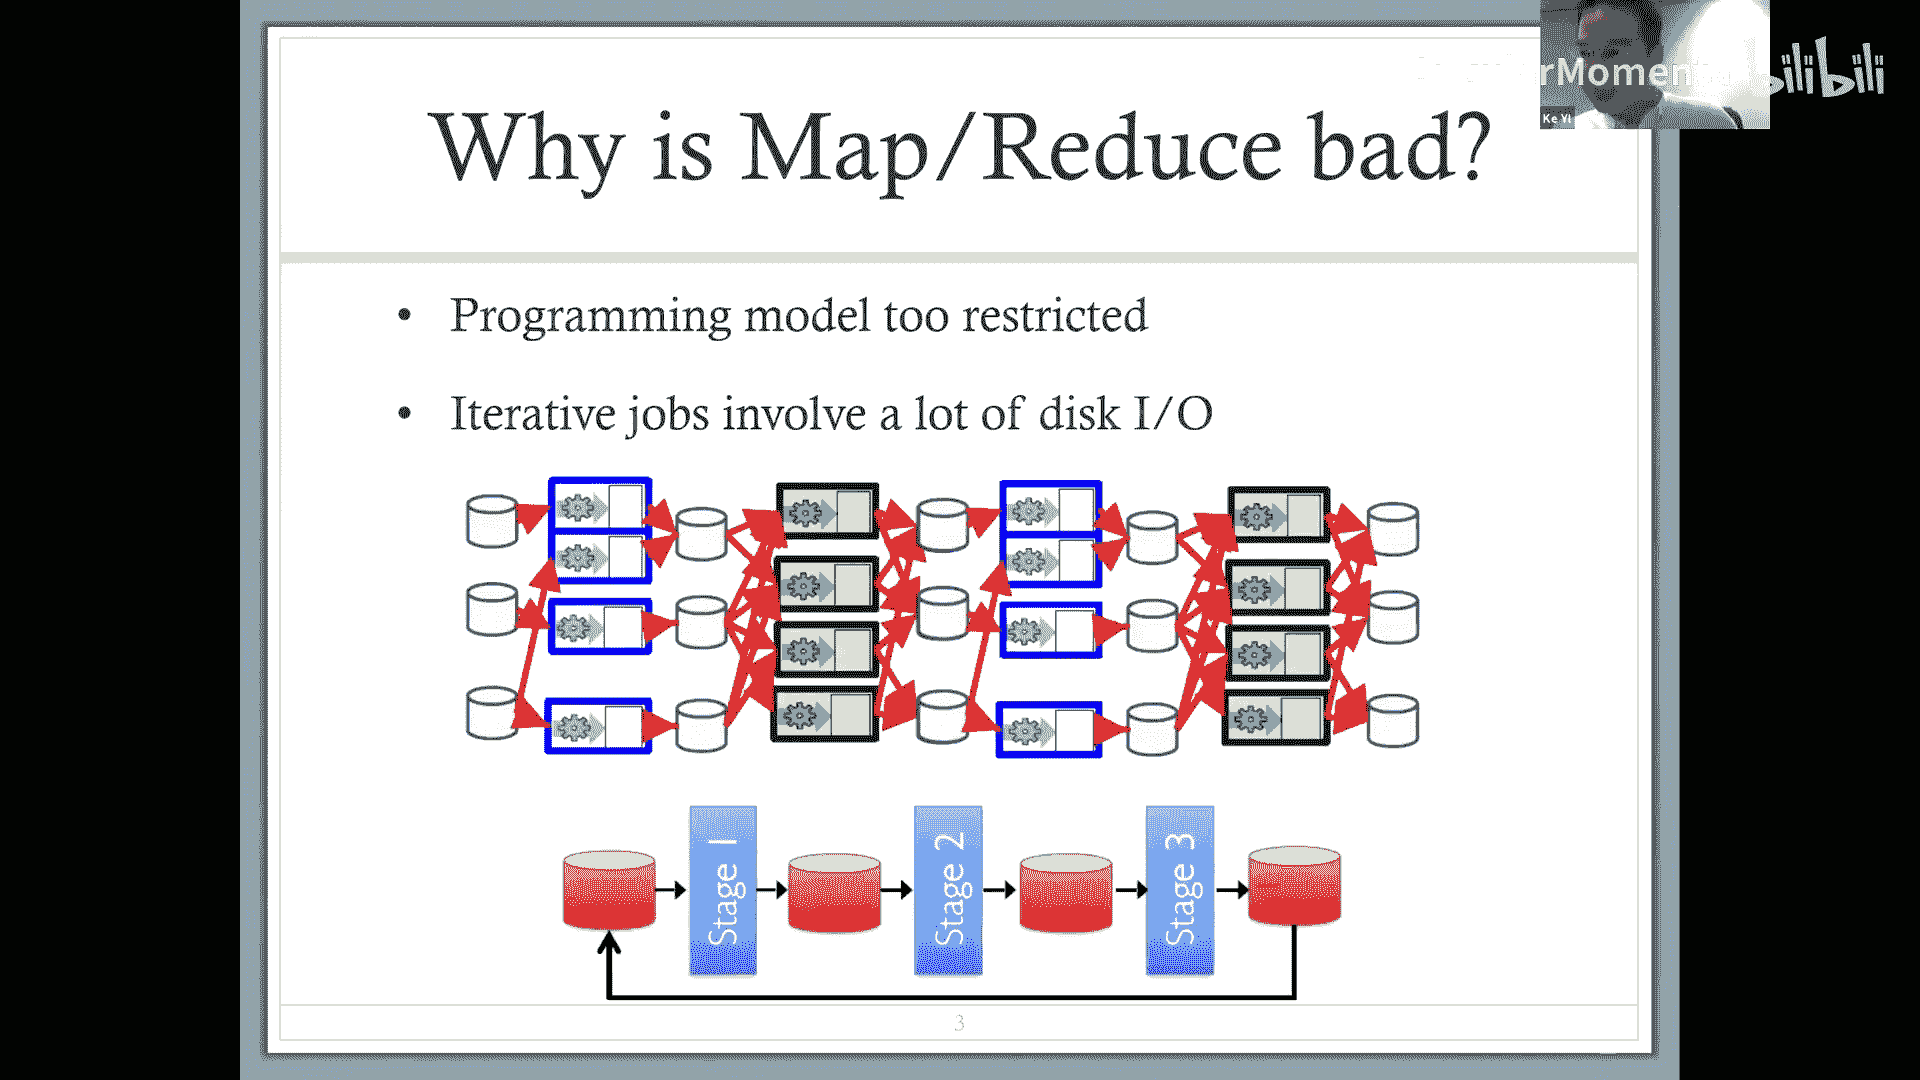 Why is Map/Reduce bad?
rMomen
bilibili
Ke Yi
• Programming model too restricted
• Iterative jobs involve a lot of disk I/O
Stage 1
Stage 2
Stage 3
3